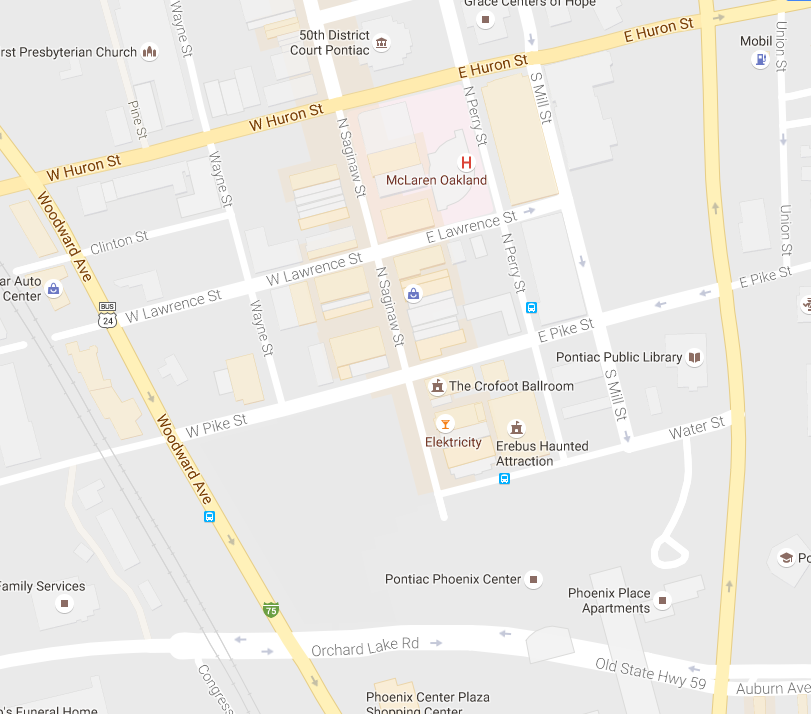 Grace Centers of Hope
Wayne St
50th District
Court Pontiac
rst Presbyterian Church
E Huron St
Union St
Mobil
E Huron St
S Mill St
N Perry St
Pine St
W Huron St
N Saginaw St
W Huron St
Wayne St
H
McLaren Oakland
Woodward Ave
Clinton St
E Lawrence St
Union St
N Perry St
W Lawrence St
ar Auto
Center
E Pike St
N Saginaw St
W Lawrence St
BUS
24
Wayne St
E Pike St
Pontiac Public Library
The Crofoot Ballroom
S Mill St
W Pike St
Woodward Ave
Elektricity
Water St
Erebus Haunted
Attraction
Po
Pontiac Phoenix Center
Family Services
Phoenix Place
Apartments
75
Orchard Lake Rd
Old State Hwy 59
Congress
Auburn Ave
Phoenix Center Plaza
Shopping Center
's Funeral Home